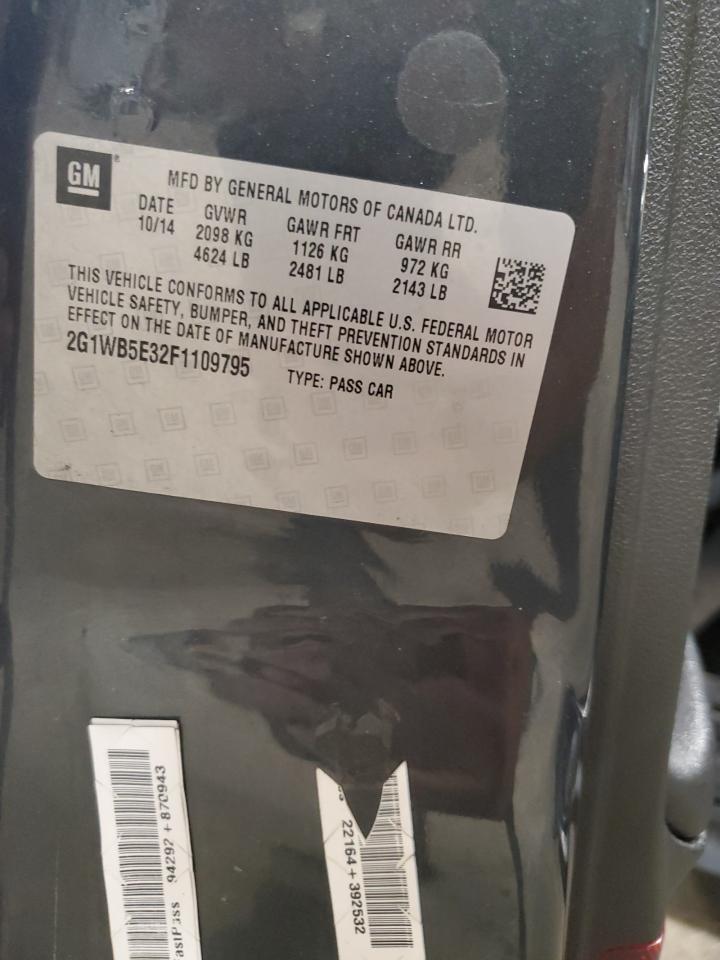 GM
MFD BY GENERAL MOTORS OF CANADA LTD.
DATE GVWR GAWR FRT GAWR RR
10/14 2098 KG 1126 KG 972 KG
4624 LB 2481 LB 2143 LB
THIS VEHICLE CONFORMS TO ALL APPLICABLE U.S. FEDERAL MOTOR
VEHICLE SAFETY, BUMPER, AND THEFT PREVENTION STANDARDS IN
EFFECT ON THE DATE OF MANUFACTURE SHOWN ABOVE.
2G1WB5E32F1109795 TYPE: PASS CAR
94292 + 870943
22164 + 392532